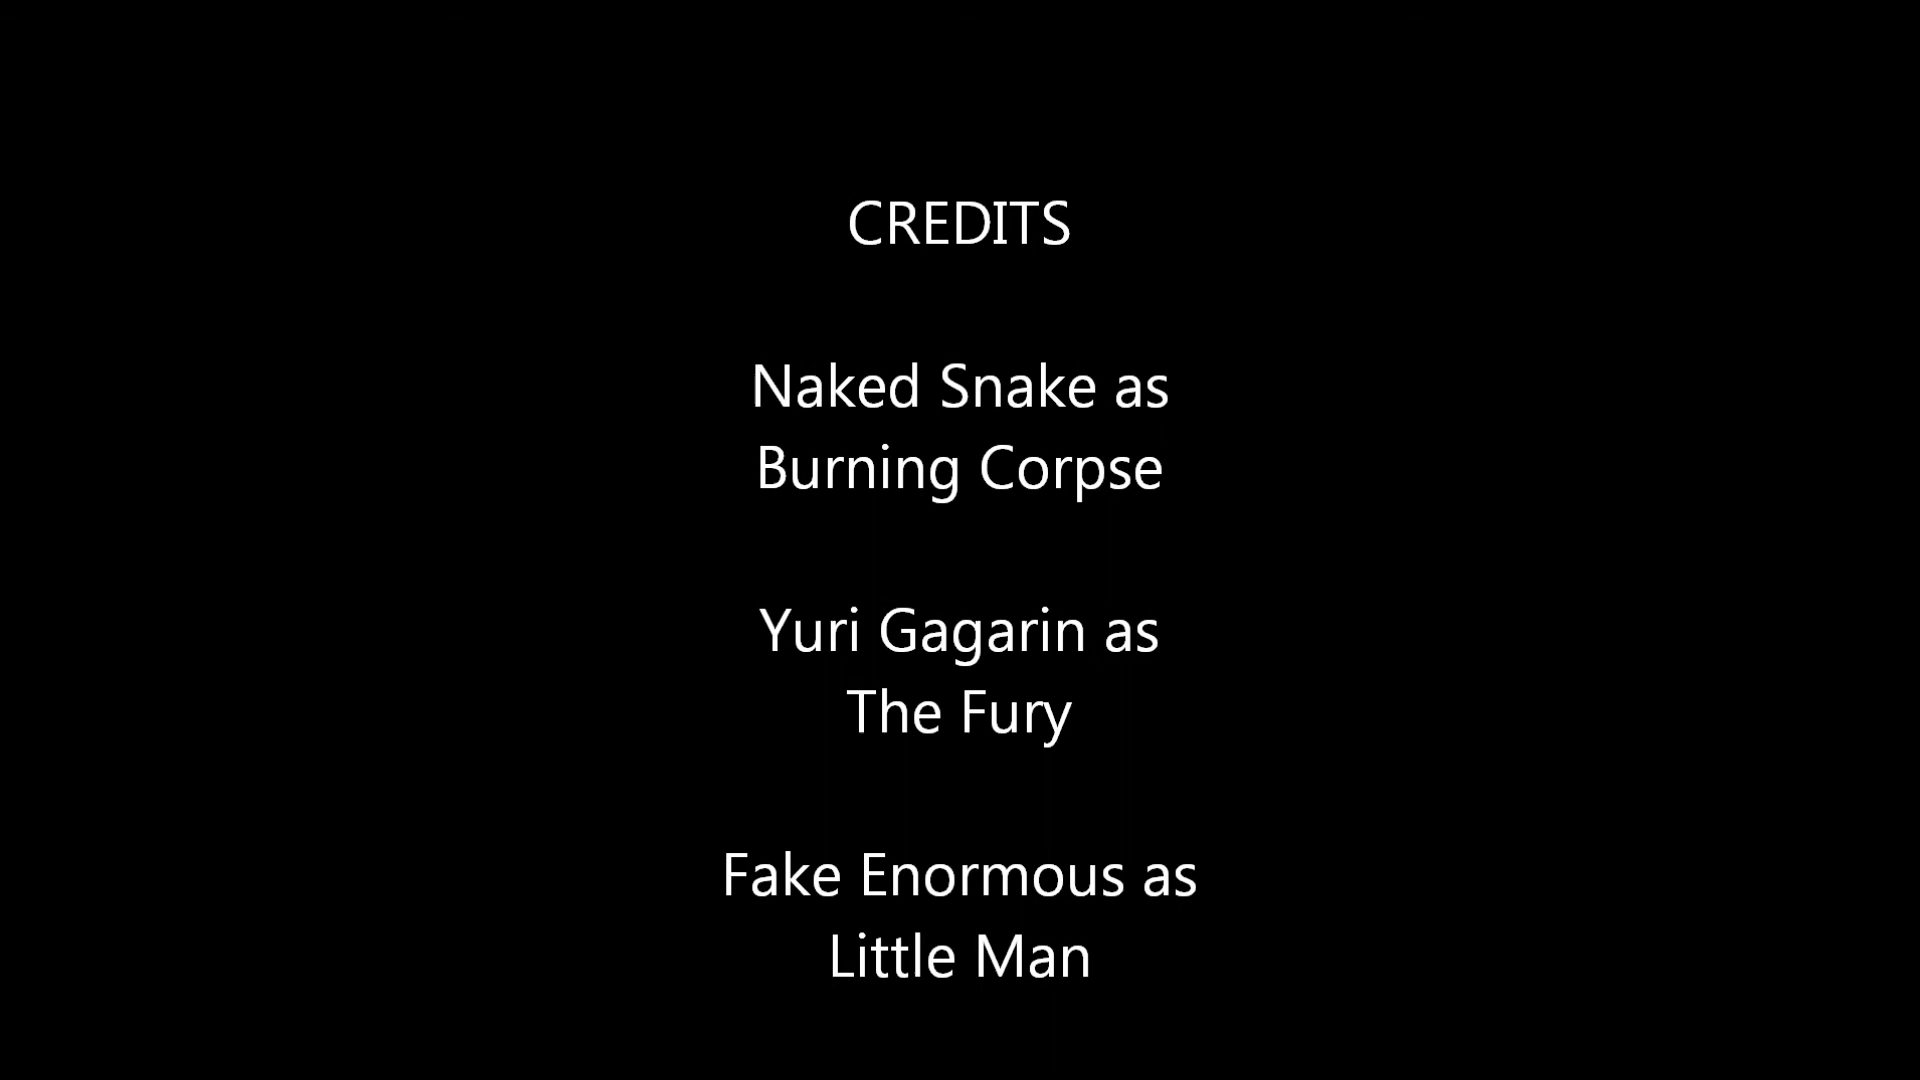 CREDITS
Naked Snake as
Burning Corpse
Yuri Gagarin as
The Fury
Fake Enormous as
Little Man